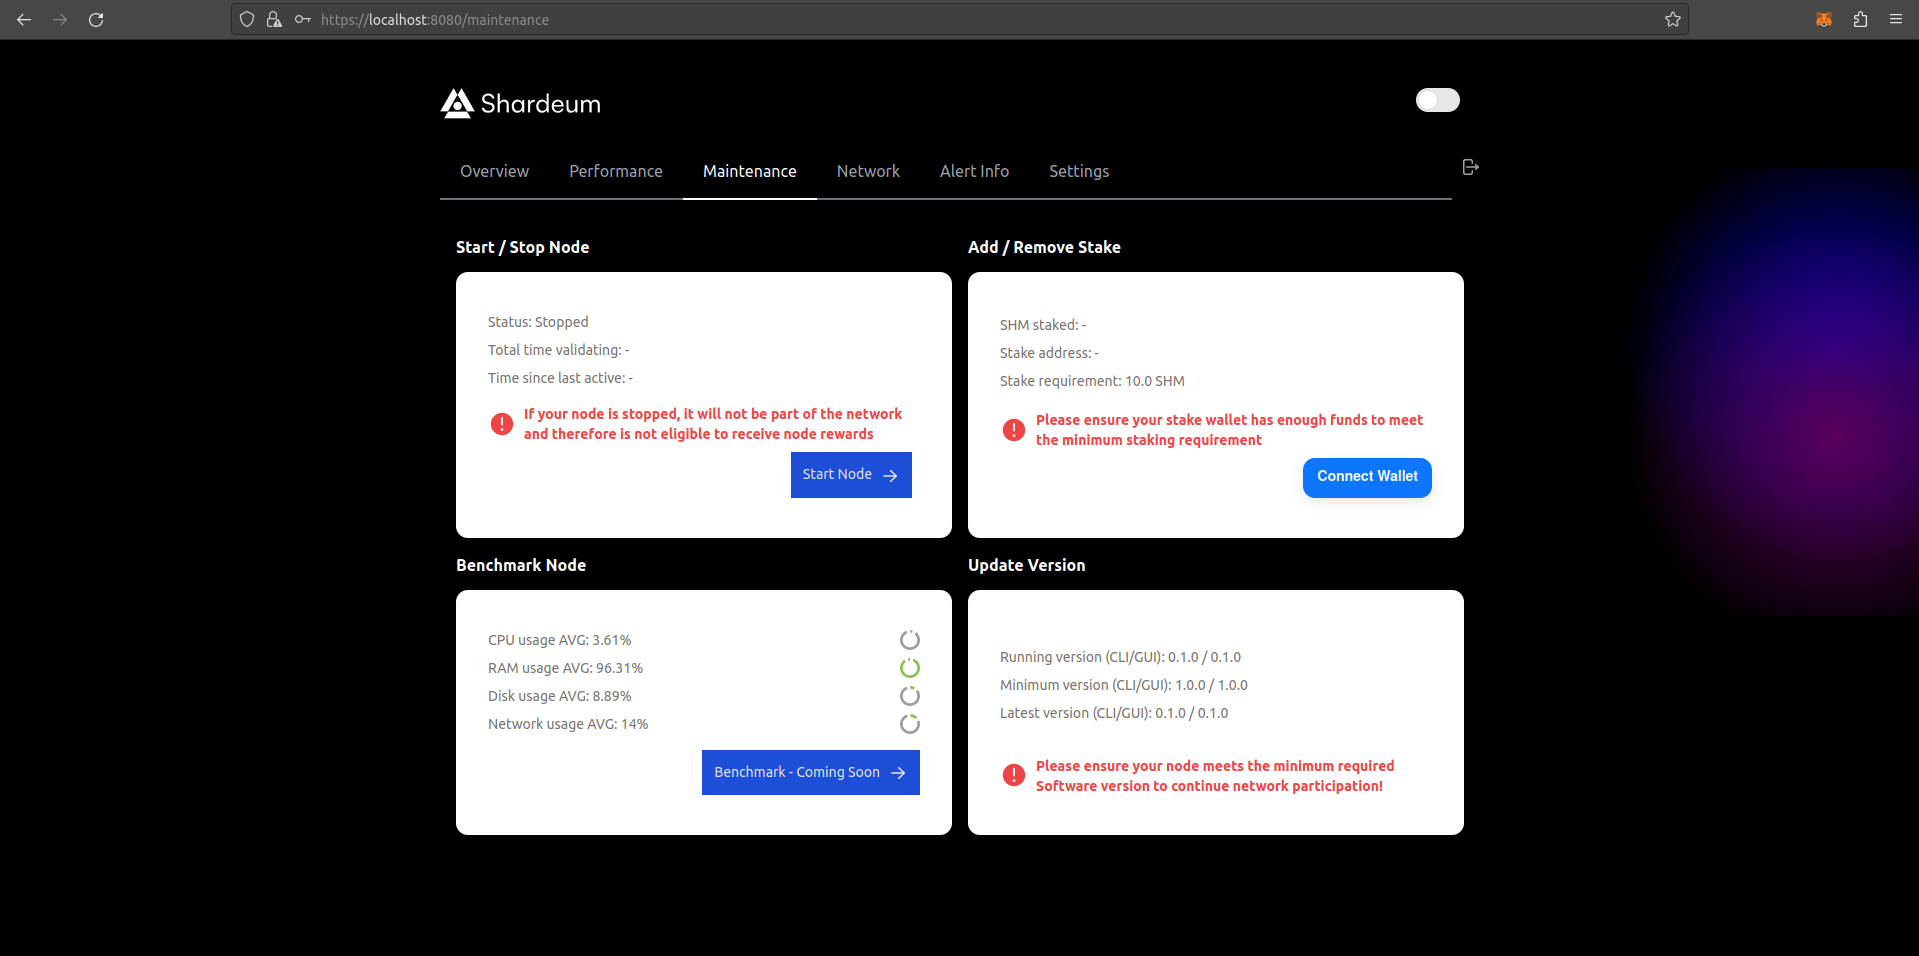 https://localhost:8080/maintenance
Shardeum
Overview
Performance
Maintenance
Network
Alert Info
Settings
Start / Stop Node
Status: Stopped
Total time validating: -
Time since last active: -
If your node is stopped, it will not be part of the network
and therefore is not eligible to receive node rewards
Start Node
Add / Remove Stake
SHM staked: -
Stake address: -
Stake requirement: 10.0 SHM
Please ensure your stake wallet has enough funds to meet
the minimum staking requirement
Connect Wallet
Benchmark Node
CPU usage AVG: 3.61%
RAM usage AVG: 96.31%
Disk usage AVG: 8.89%
Network usage AVG: 14%
Benchmark - Coming Soon
Update Version
Running version (CLI/GUI): 0.1.0 / 0.1.0
Minimum version (CLI/GUI): 1.0.0 / 1.0.0
Latest version (CLI/GUI): 0.1.0 / 0.1.0
Please ensure your node meets the minimum required
Software version to continue network participation!